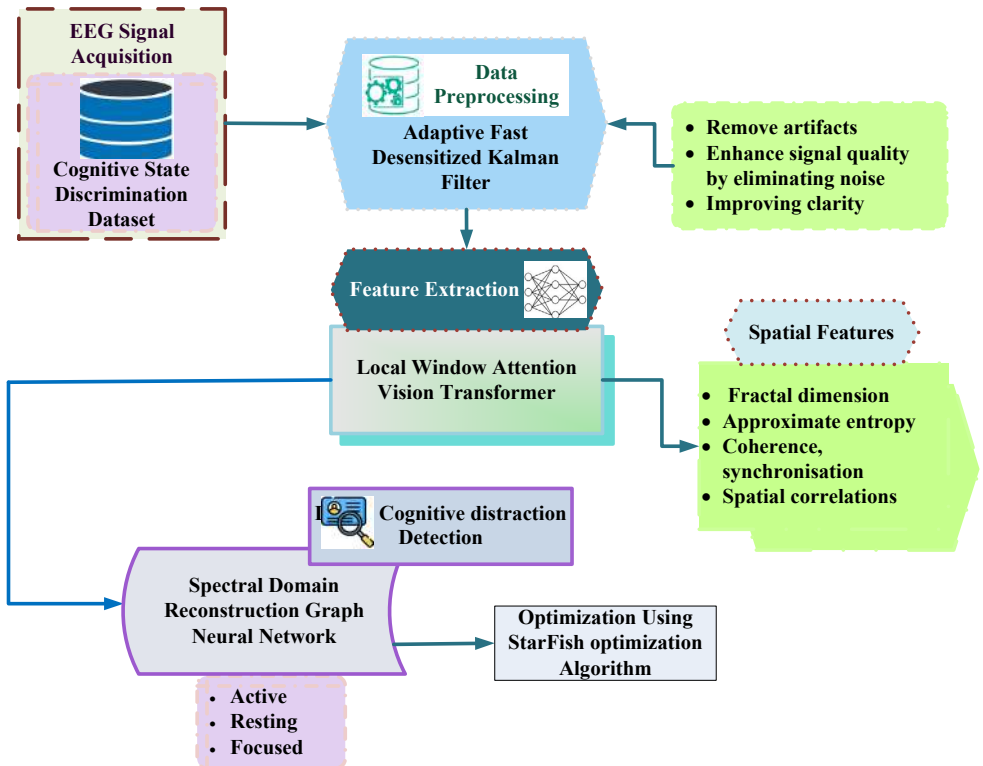 EEG Signal
Acquisition
Cognitive State
Discrimination
Dataset
Data
Preprocessing
Adaptive Fast
Desensitized Kalman
Filter
• Remove artifacts
• Enhance signal quality
by eliminating noise
• Improving clarity
Feature Extraction
Local Window Attention
Vision Transformer
Spatial Features
• Fractal dimension
• Approximate entropy
• Coherence,
synchronisation
• Spatial correlations
Cognitive distraction
Detection
Spectral Domain
Reconstruction Graph
Neural Network
Optimization Using
StarFish optimization
Algorithm
• Active
• Resting
• Focused